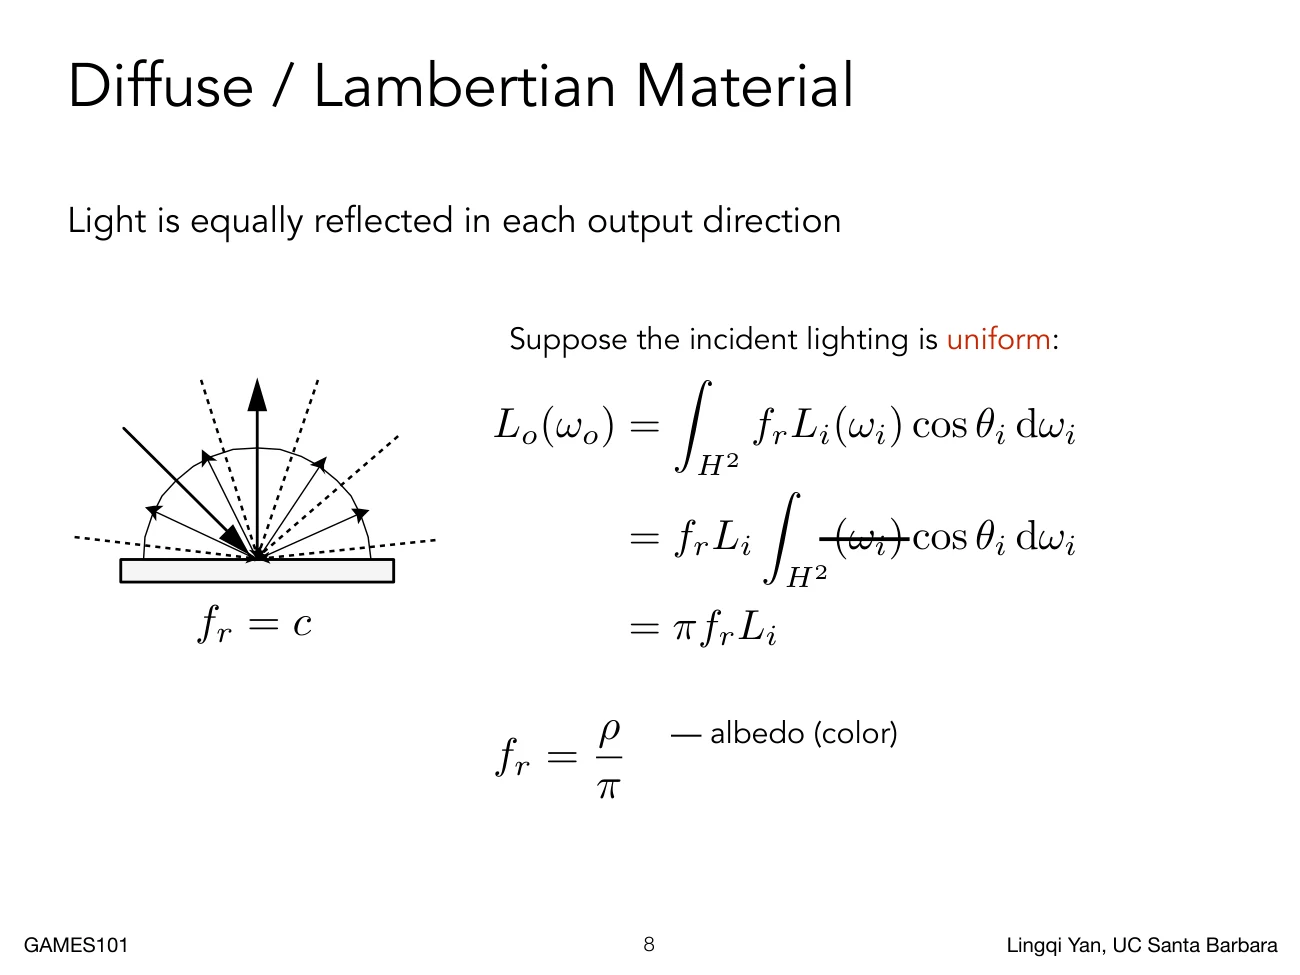 Diffuse / Lambertian Material
Light is equally reflected in each output direction
Suppose the incident lighting is uniform:
L_o(ω_o) = ∫_{H²} f_r L_i(ω_i) cos θ_i dω_i
= f_r L_i ∫_{H²} (ω_i) cos θ_i dω_i
= π f_r L_i
f_r = c
f_r = ρ/π — albedo (color)
GAMES101
8
Lingqi Yan, UC Santa Barbara